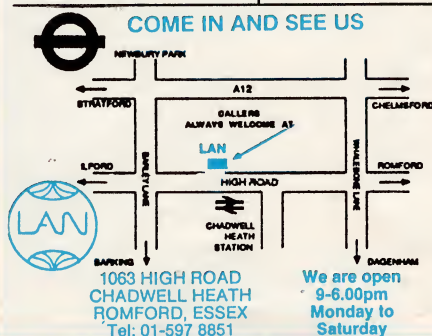 COME IN AND SEE US
NEWBURY PARK
A12
STRATFORD
CHELMSFORD
CALLERS
ALWAYS WELCOME AT
LAN
ILFORD
BARLEY LANE
WHALEBONE LANE
ROMFORD
HIGH ROAD
LAN
CHADWELL
HEATH
STATION
BARKING
DAGENHAM
1063 HIGH ROAD
CHADWELL HEATH
ROMFORD, ESSEX
Tel: 01-597 8851
We are open
9-6.00pm
Monday to
Saturday